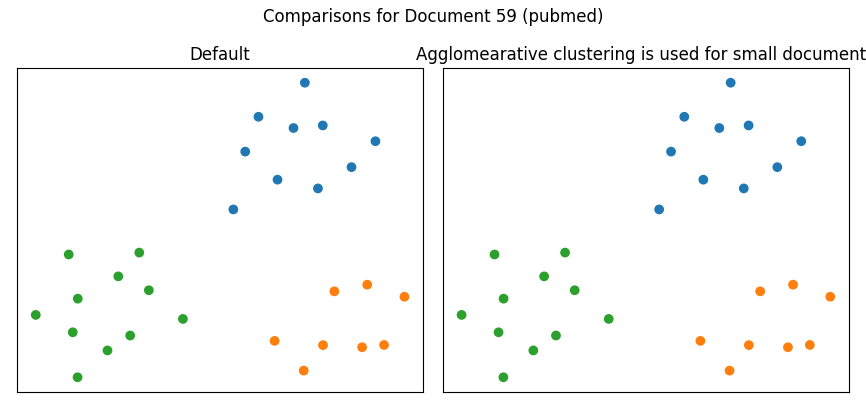 Comparisons for Document 59 (pubmed)
Default
Agglomearative clustering is used for small document